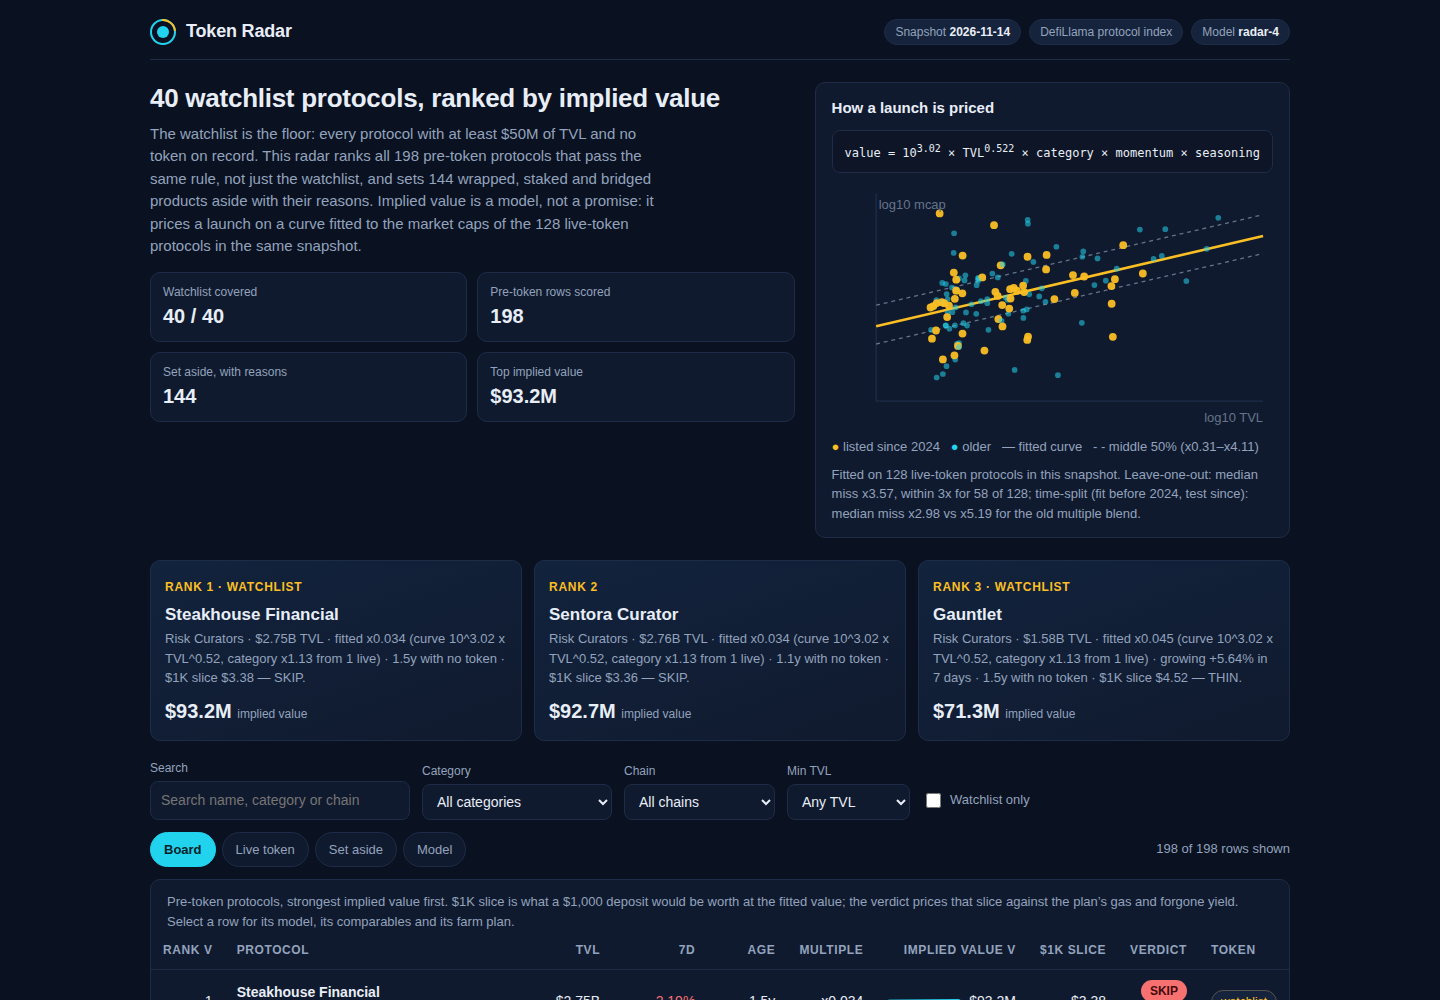 Token Radar
Snapshot 2026-11-14
DefiLlama protocol index
Model radar-4
40 watchlist protocols, ranked by implied value
The watchlist is the floor: every protocol with at least $50M of TVL and no
token on record. This radar ranks all 198 pre-token protocols that pass the
same rule, not just the watchlist, and sets 144 wrapped, staked and bridged
products aside with their reasons. Implied value is a model, not a promise: it
prices a launch on a curve fitted to the market caps of the 128 live-token
protocols in the same snapshot.
Watchlist covered
40 / 40
Pre-token rows scored
198
Set aside, with reasons
144
Top implied value
$93.2M
How a launch is priced
value = 10^3.02 × TVL^0.522 × category × momentum × seasoning
log10 mcap
log10 TVL
● listed since 2024 ● older — fitted curve - - middle 50% (x0.31–x4.11)
Fitted on 128 live-token protocols in this snapshot. Leave-one-out: median
miss x3.57, within 3x for 58 of 128; time-split (fit before 2024, test since):
median miss x2.98 vs x5.19 for the old multiple blend.
RANK 1 · WATCHLIST
Steakhouse Financial
Risk Curators · $2.75B TVL · fitted x0.034 (curve 10^3.02 x
TVL^0.52, category x1.13 from 1 live) · 1.5y with no token ·
$1K slice $3.38 — SKIP.
$93.2M implied value
RANK 2
Sentora Curator
Risk Curators · $2.76B TVL · fitted x0.034 (curve 10^3.02 x
TVL^0.52, category x1.13 from 1 live) · 1.1y with no token ·
$1K slice $3.36 — SKIP.
$92.7M implied value
RANK 3 · WATCHLIST
Gauntlet
Risk Curators · $1.58B TVL · fitted x0.045 (curve 10^3.02 x
TVL^0.52, category x1.13 from 1 live) · growing +5.64% in
7 days · 1.5y with no token · $1K slice $4.52 — THIN.
$71.3M implied value
Search
Search name, category or chain
Category
All categories
Chain
All chains
Min TVL
Any TVL
Watchlist only
Board
Live token
Set aside
Model
198 of 198 rows shown
Pre-token protocols, strongest implied value first. $1K slice is what a $1,000 deposit would be worth at the fitted value; the verdict prices that slice against the plan's gas and forgone yield.
Select a row for its model, its comparables and its farm plan.
RANK V PROTOCOL TVL 7D AGE MULTIPLE IMPLIED VALUE V $1K SLICE VERDICT TOKEN
Steakhouse Financial
SKIP